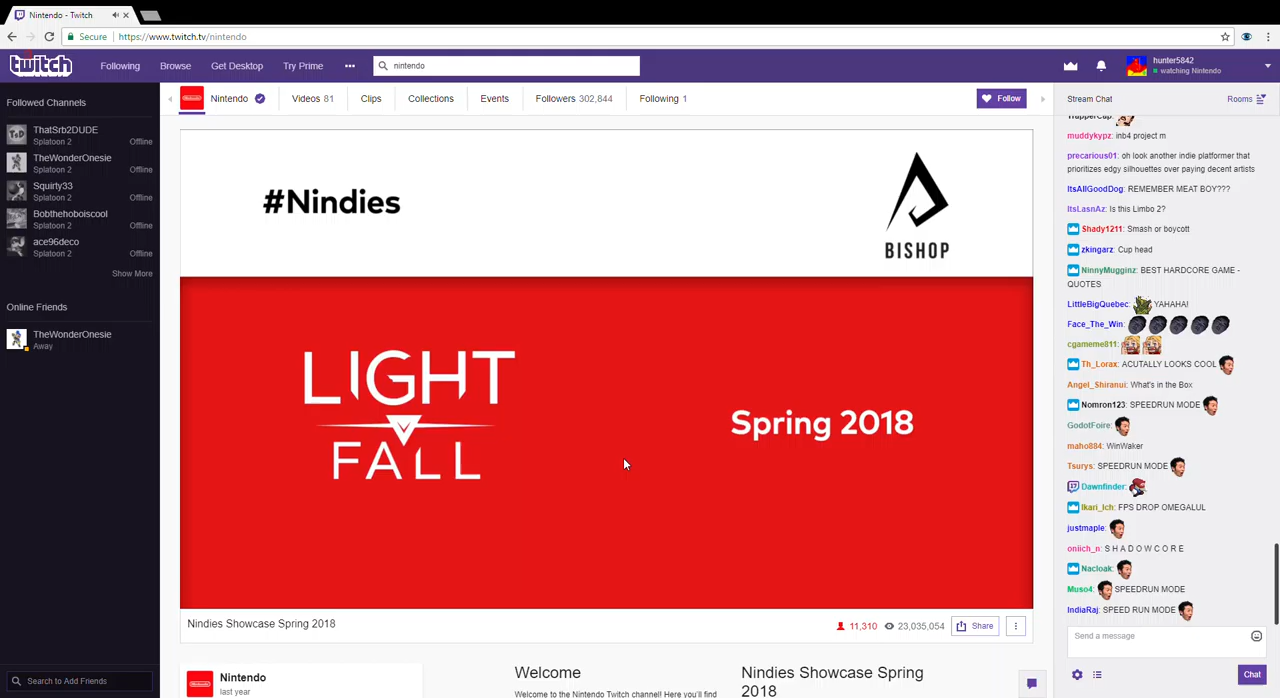 Nintendo - Twitch
Secure
https://www.twitch.tv/nintendo
twitch
Following
Browse
Get Desktop
Try Prime
nintendo
hunter5842
watching Nintendo
Followed Channels
ThatSrb2DUDE
Splatoon 2
Offline
TheWonderOnesie
Splatoon 2
Offline
Squirty33
Splatoon 2
Offline
Bobthehoboiscool
Splatoon 2
Offline
ace96deco
Splatoon 2
Offline
Show More
Online Friends
TheWonderOnesie
Away
Search to Add Friends
Nintendo
Videos 81
Clips
Collections
Events
Followers 302,844
Following 1
Follow
#Nindies
BISHOP
LIGHT
FALL
Spring 2018
Nindies Showcase Spring 2018
11,310
23,035,054
Share
Nintendo
last year
Welcome
Welcome to the Nintendo Twitch channel! Here you'll find
Nindies Showcase Spring
2018
Stream Chat
Rooms
TrapperCap:
muddykypz: inb4 project m
precarious01: oh look another indie platformer that
prioritizes edgy silhouettes over paying decent artists
ItsAllGoodDog: REMEMBER MEAT BOY???
ItsLasnAz: Is this Limbo 2?
Shady1211: Smash or boycott
zkingarz: Cup head
NinnyMugginz: BEST HARDCORE GAME -
QUOTES
LittleBigQuebec: YAHAHA!
Face_The_Win:
cgameme811:
Th_Lorax: ACUTALLY LOOKS COOL
Angel_Shiranui: What's in the Box
Nomron123: SPEEDRUN MODE
GodotFoire:
maho884: WinWaker
Tsurys: SPEEDRUN MODE
Dawnfinder:
Ikari_Ich: FPS DROP OMEGALUL
justmaple:
oniich_n: S H A D O W C O R E
Nacloak:
Muso4: SPEEDRUN MODE
IndiaRaj: SPEED RUN MODE
Send a message
Chat